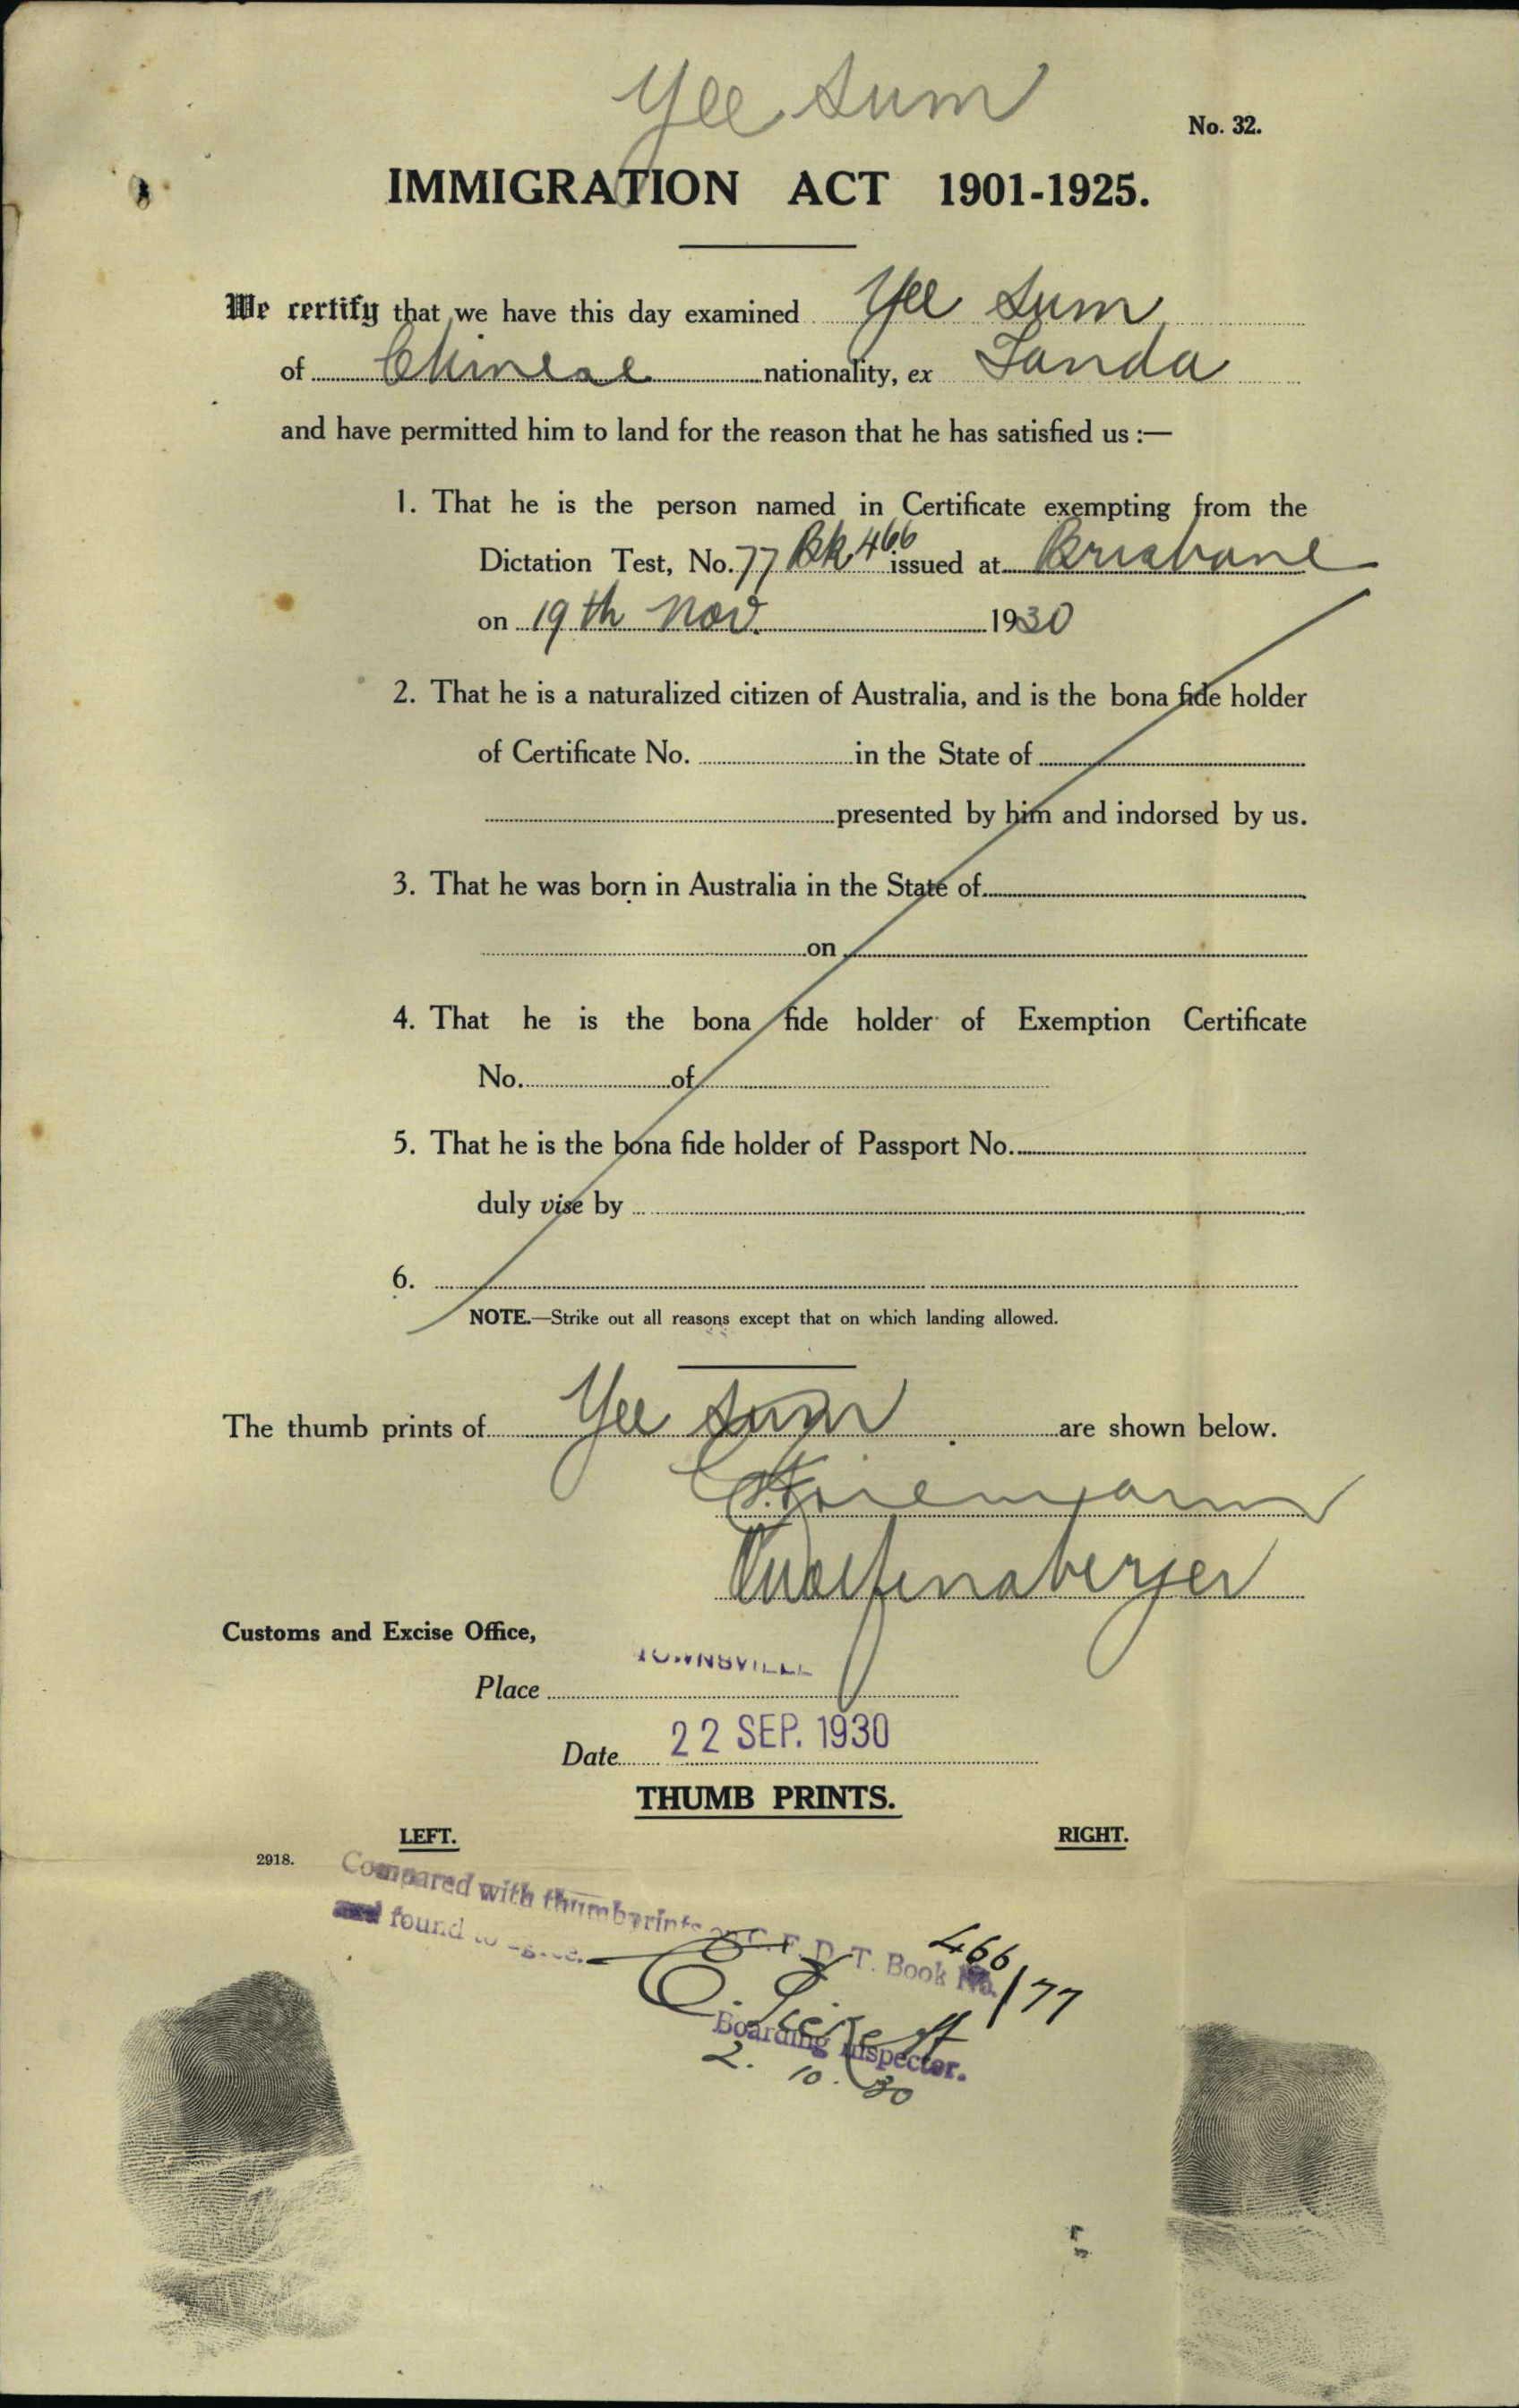 Yee Sum
No. 32.
IMMIGRATION ACT 1901-1925.
We certify that we have this day examined Yee Sum
of Chinese nationality, ex Tanda
and have permitted him to land for the reason that he has satisfied us :—
1. That he is the person named in Certificate exempting from the
Dictation Test, No. 77 Bk 466 issued at Brisbane
on 19th Nov. 1930
2. That he is a naturalized citizen of Australia, and is the bona fide holder
of Certificate No. in the State of
presented by him and indorsed by us.
3. That he was born in Australia in the State of
on
4. That he is the bona fide holder of Exemption Certificate
No. of
5. That he is the bona fide holder of Passport No.
duly vise by
6.
NOTE.—Strike out all reasons except that on which landing allowed.
The thumb prints of Yee Sum are shown below.
Customs and Excise Office,
TOWNSVILLE
Place
Date 22 SEP. 1930
THUMB PRINTS.
LEFT. RIGHT.
2918.
Compared with thumbprints on C.E.D.T. Book No. 466/77
and found to agree.
Boarding Inspector.
2. 10. 30